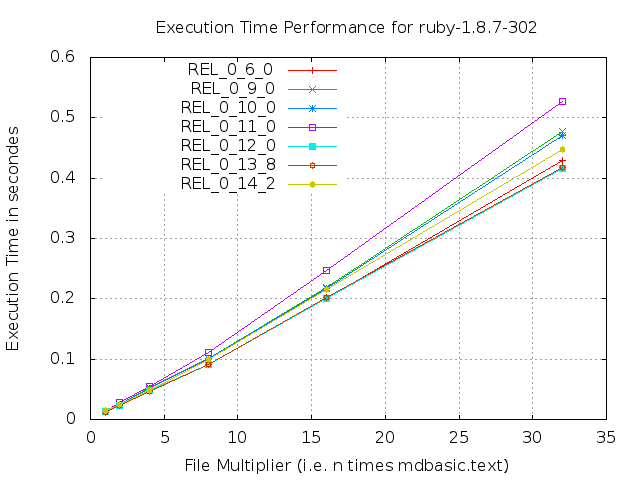 Execution Time Performance for ruby-1.8.7-302
0.6
0.5
0.4
0.3
0.2
0.1
0
Execution Time in secondes
REL_0_6_0
REL_0_9_0
REL_0_10_0
REL_0_11_0
REL_0_12_0
REL_0_13_8
REL_0_14_2
0 5 10 15 20 25 30 35
File Multiplier (i.e. n times mdbasic.text)